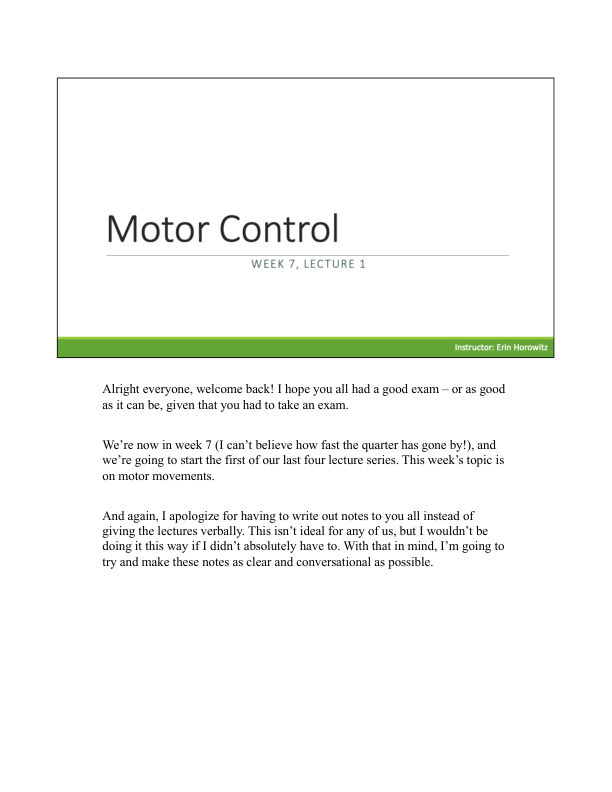 Motor Control
WEEK 7, LECTURE 1
Instructor: Erin Horowitz
Alright everyone, welcome back! I hope you all had a good exam – or as good
as it can be, given that you had to take an exam.
We’re now in week 7 (I can’t believe how fast the quarter has gone by!), and
we’re going to start the first of our last four lecture series. This week’s topic is
on motor movements.
And again, I apologize for having to write out notes to you all instead of
giving the lectures verbally. This isn’t ideal for any of us, but I wouldn’t be
doing it this way if I didn’t absolutely have to. With that in mind, I’m going to
try and make these notes as clear and conversational as possible.